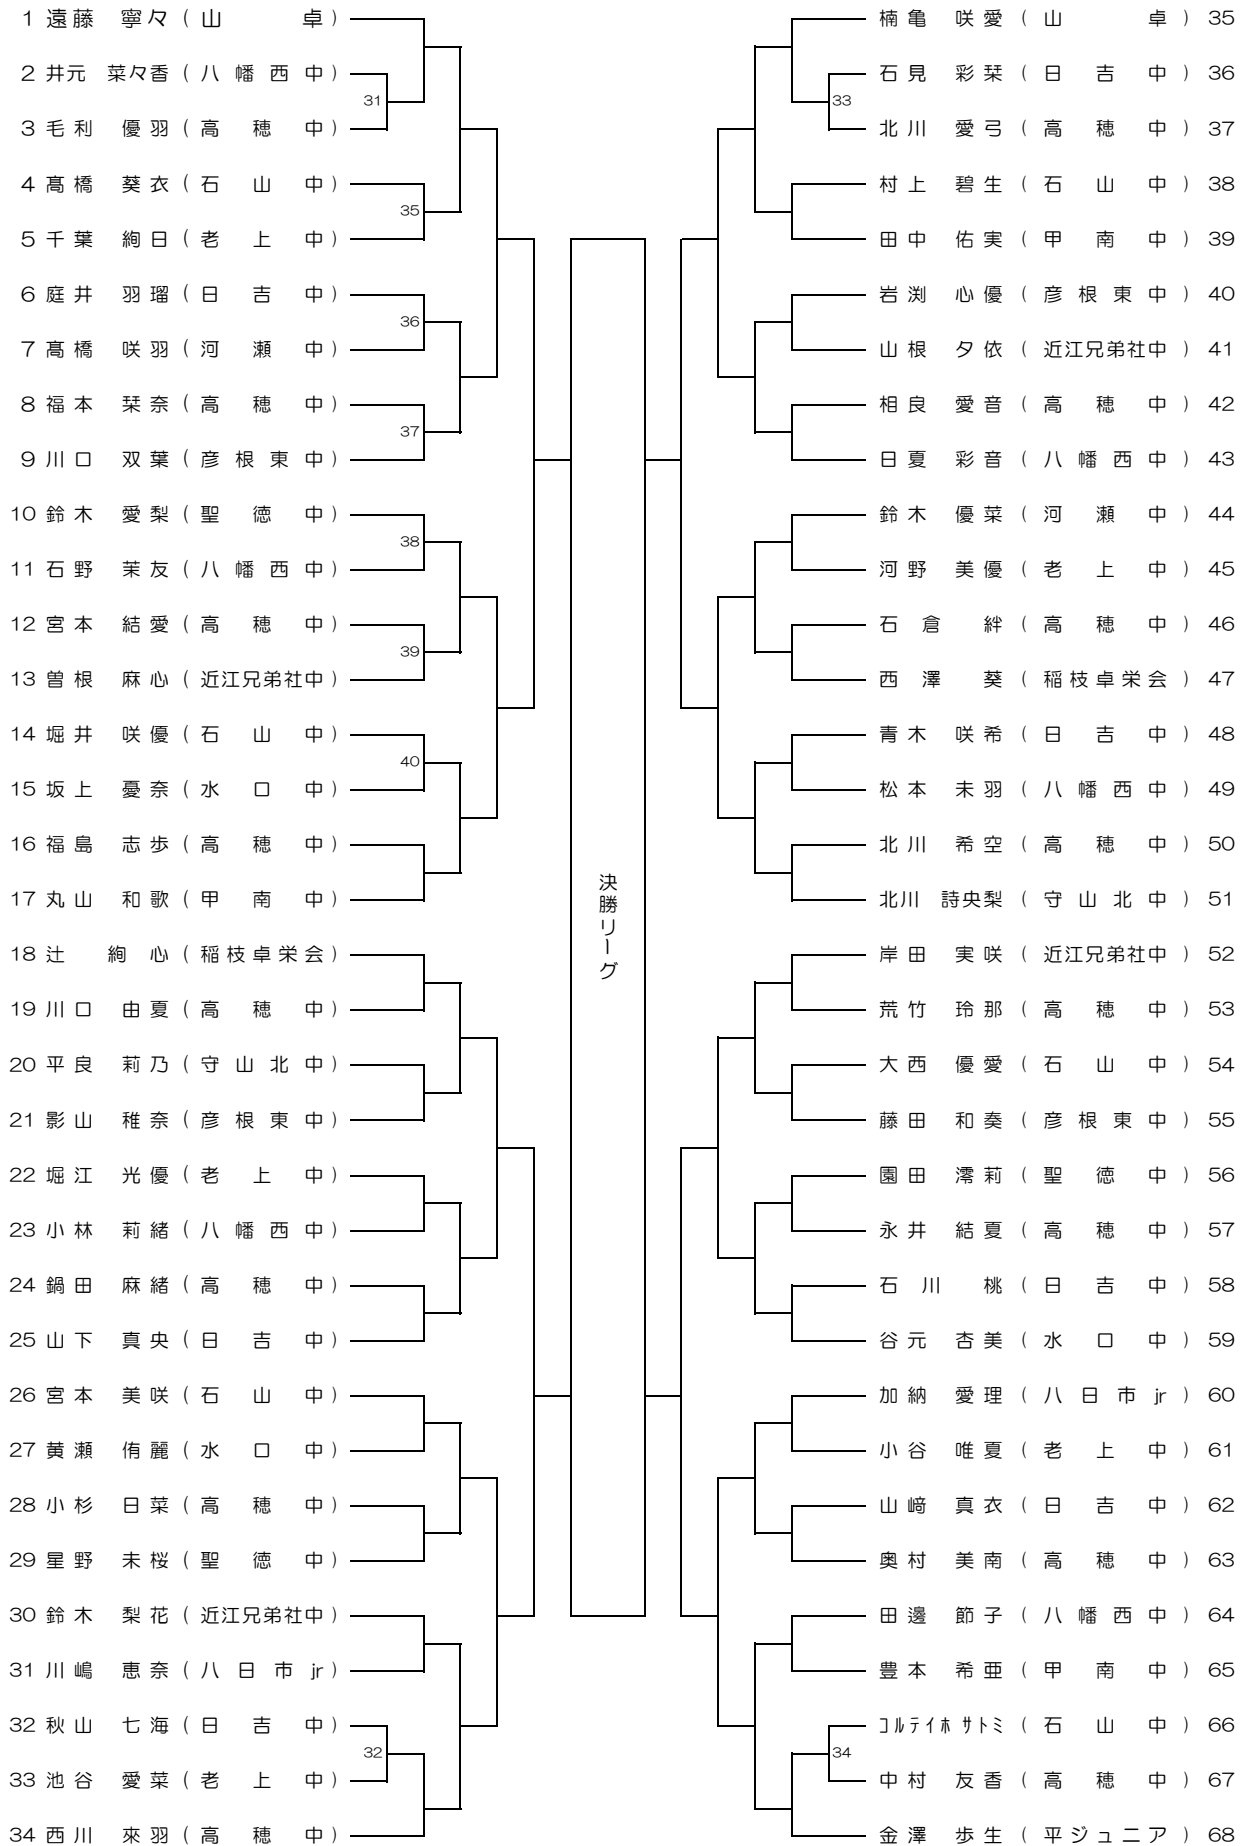 1 遠藤 寧々 ( 山 卓 )
2 井元 菜々香 ( 八幡西中 )
31
3 毛利 優羽 ( 高穂中 )
4 髙橋 葵衣 ( 石山中 )
35
5 千葉 絢日 ( 老上中 )
6 庭井 羽瑠 ( 日吉中 )
36
7 髙橋 咲羽 ( 河瀬中 )
8 福本 栞奈 ( 高穂中 )
37
9 川口 双葉 ( 彦根東中 )
10 鈴木 愛梨 ( 聖徳中 )
38
11 石野 茉友 ( 八幡西中 )
12 宮本 結愛 ( 高穂中 )
39
13 曽根 麻心 ( 近江兄弟社中 )
14 堀井 咲優 ( 石山中 )
40
15 坂上 憂奈 ( 水口中 )
16 福島 志歩 ( 高穂中 )
17 丸山 和歌 ( 甲南中 )
18 辻 絢心 ( 稲枝卓栄会 )
19 川口 由夏 ( 高穂中 )
20 平良 莉乃 ( 守山北中 )
21 影山 稚奈 ( 彦根東中 )
22 堀江 光優 ( 老上中 )
23 小林 莉緒 ( 八幡西中 )
24 鍋田 麻緒 ( 高穂中 )
25 山下 真央 ( 日吉中 )
26 宮本 美咲 ( 石山中 )
27 黄瀬 侑麗 ( 水口中 )
28 小杉 日菜 ( 高穂中 )
29 星野 未桜 ( 聖徳中 )
30 鈴木 梨花 ( 近江兄弟社中 )
31 川嶋 恵奈 ( 八日市 jr )
32 秋山 七海 ( 日吉中 )
32
33 池谷 愛菜 ( 老上中 )
34 西川 來羽 ( 高穂中 )
決勝リーグ
楠亀 咲愛 ( 山 卓 ) 35
石見 彩栞 ( 日吉中 ) 36
33
北川 愛弓 ( 高穂中 ) 37
村上 碧生 ( 石山中 ) 38
田中 佑実 ( 甲南中 ) 39
岩渕 心優 ( 彦根東中 ) 40
山根 夕依 ( 近江兄弟社中 ) 41
相良 愛音 ( 高穂中 ) 42
日夏 彩音 ( 八幡西中 ) 43
鈴木 優菜 ( 河瀬中 ) 44
河野 美優 ( 老上中 ) 45
石倉 絆 ( 高穂中 ) 46
西澤 葵 ( 稲枝卓栄会 ) 47
青木 咲希 ( 日吉中 ) 48
松本 未羽 ( 八幡西中 ) 49
北川 希空 ( 高穂中 ) 50
北川 詩央梨 ( 守山北中 ) 51
岸田 実咲 ( 近江兄弟社中 ) 52
荒竹 玲那 ( 高穂中 ) 53
大西 優愛 ( 石山中 ) 54
藤田 和奏 ( 彦根東中 ) 55
園田 澪莉 ( 聖徳中 ) 56
永井 結夏 ( 高穂中 ) 57
石川 桃 ( 日吉中 ) 58
谷元 杏美 ( 水口中 ) 59
加納 愛理 ( 八日市 jr ) 60
小谷 唯夏 ( 老上中 ) 61
山﨑 真衣 ( 日吉中 ) 62
奥村 美南 ( 高穂中 ) 63
田邊 節子 ( 八幡西中 ) 64
豊本 希亜 ( 甲南中 ) 65
ｺﾙﾃｲﾎ ｻﾄﾐ ( 石山中 ) 66
34
中村 友香 ( 高穂中 ) 67
金澤 歩生 ( 平ジュニア ) 68